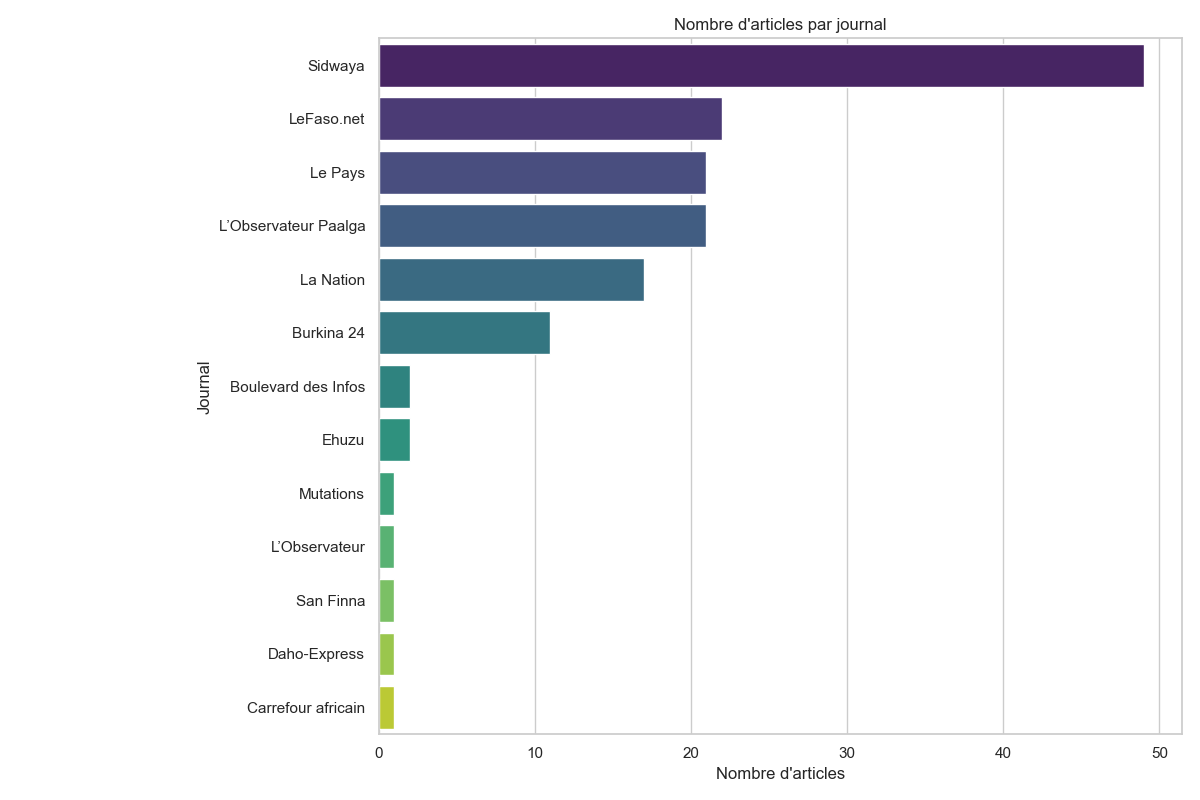 Nombre d'articles par journal
Sidwaya
LeFaso.net
Le Pays
L’Observateur Paalga
La Nation
Burkina 24
Boulevard des Infos
Ehuzu
Mutations
L’Observateur
San Finna
Daho-Express
Carrefour africain
Journal
0 10 20 30 40 50
Nombre d'articles